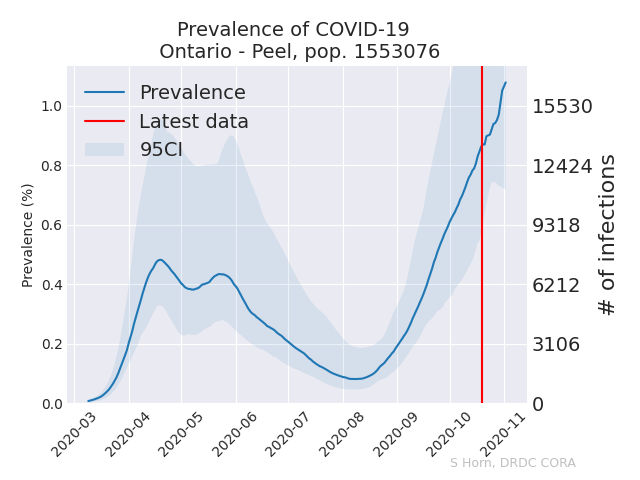 Prevalence of COVID-19
Ontario - Peel, pop. 1553076
Prevalence
Latest data
95CI
Prevalence (%)
1.0
0.8
0.6
0.4
0.2
0.0
15530
12424
9318
6212
3106
0
# of infections
2020-03
2020-04
2020-05
2020-06
2020-07
2020-08
2020-09
2020-10
2020-11
S Horn, DRDC CORA